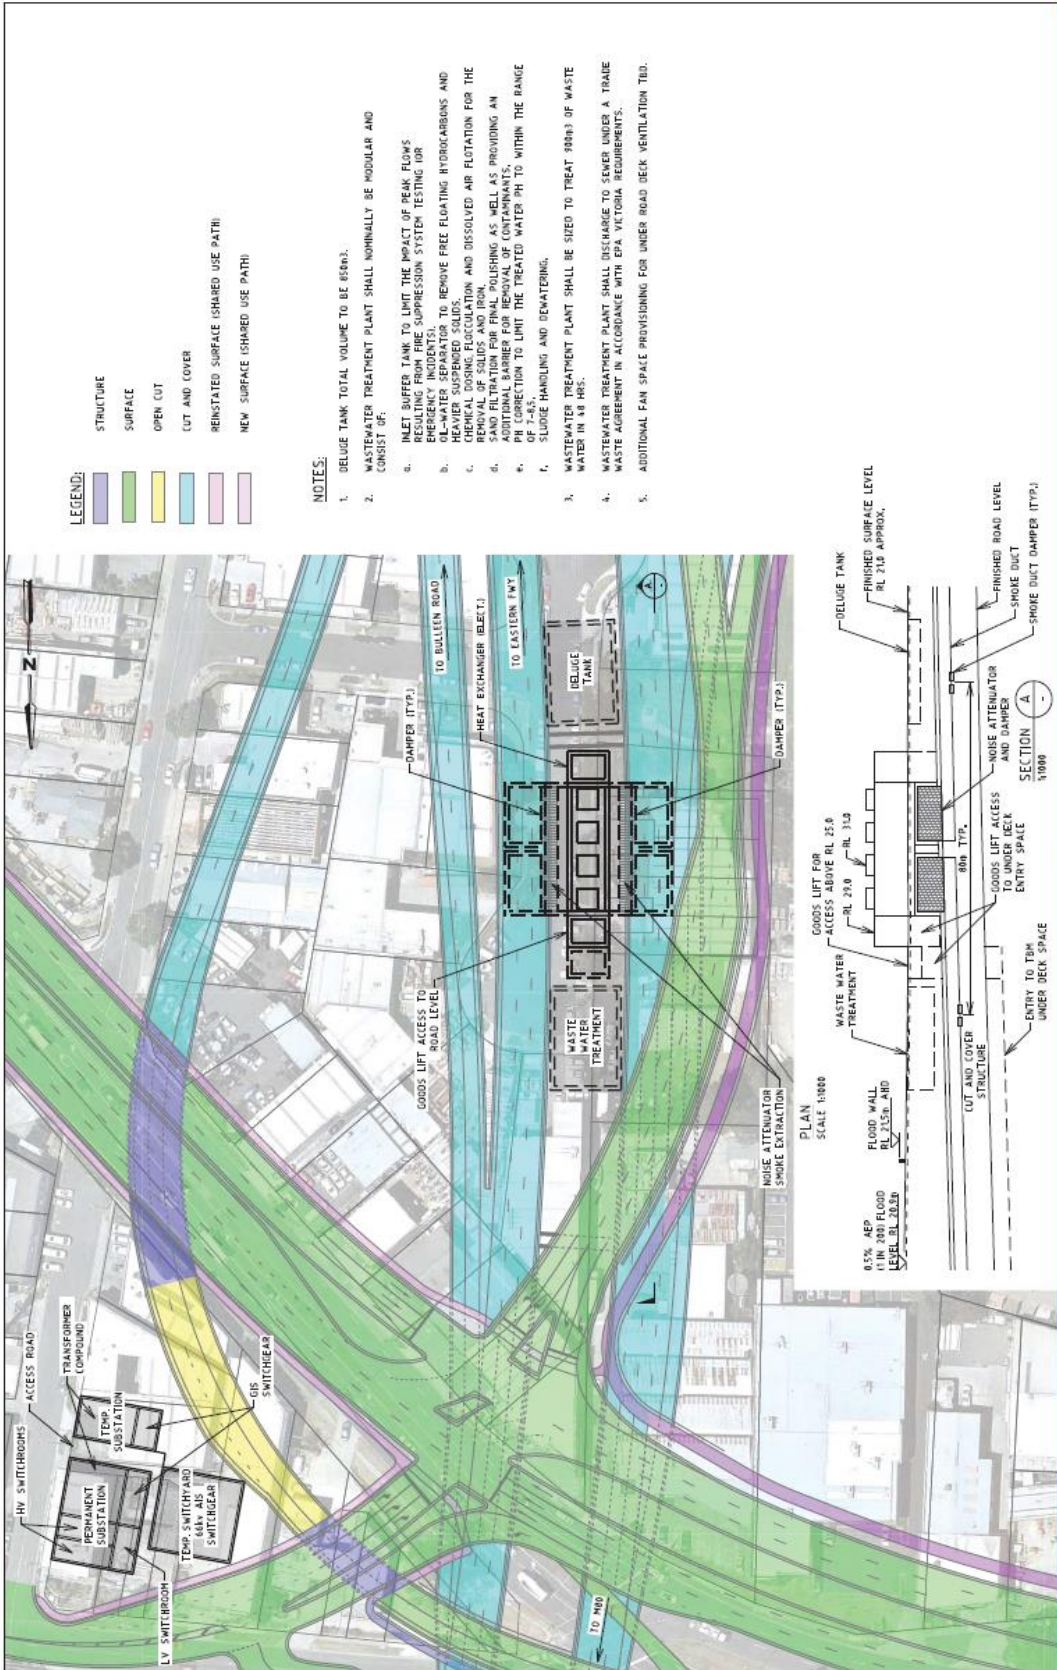 LEGEND:
STRUCTURE
SURFACE
OPEN CUT
CUT AND COVER
REINSTATED SURFACE (SHARED USE PATH)
NEW SURFACE (SHARED USE PATH)
NOTES:
1. DELUGE TANK TOTAL VOLUME TO BE 850m3.
2. WASTEWATER TREATMENT PLANT SHALL NOMINALLY BE MODULAR AND
CONSIST OF:
a. INLET BUFFER TANK TO LIMIT THE IMPACT OF PEAK FLOWS
RESULTING FROM FIRE SUPPRESSION SYSTEM TESTING (OR
EMERGENCY INCIDENTS).
b. OIL-WATER SEPARATOR TO REMOVE FREE FLOATING HYDROCARBONS AND
HEAVIER SUSPENDED SOLIDS.
c. CHEMICAL DOSING, FLOCCULATION AND DISSOLVED AIR FLOTATION FOR THE
REMOVAL OF SOLIDS AND IRON.
d. SAND FILTRATION FOR FINAL POLISHING AS WELL AS PROVIDING AN
ADDITIONAL BARRIER FOR REMOVAL OF CONTAMINANTS.
e. PH CORRECTION TO LIMIT THE TREATED WATER PH TO WITHIN THE RANGE
OF 7-8.5.
f. SLUDGE HANDLING AND DEWATERING.
3. WASTEWATER TREATMENT PLANT SHALL BE SIZED TO TREAT 900m3 OF WASTE
WATER IN 48 HRS.
4. WASTEWATER TREATMENT PLANT SHALL DISCHARGE TO SEWER UNDER A TRADE
WASTE AGREEMENT IN ACCORDANCE WITH EPA VICTORIA REQUIREMENTS.
5. ADDITIONAL FAN SPACE PROVISIONING FOR UNDER ROAD DECK VENTILATION TBD.
N
HV SWITCHROOMS
ACCESS ROAD
TRANSFORMER
COMPOUND
TEMP.
SUBSTATION
PERMANENT
SUBSTATION
GIS
SWITCHGEAR
TEMP. SWITCHYARD
66kv AIS
SWITCHGEAR
LV SWITCHROOM
TO BULLEEN ROAD
TO EASTERN FWY
DAMPER (TYP.)
HEAT EXCHANGER (ELECT.)
DELUGE
TANK
A
-
GOODS LIFT ACCESS TO
ROAD LEVEL
WASTE
WATER
TREATMENT
DAMPER (TYP.)
NOISE ATTENUATOR
SMOKE EXTRACTION
TO M80
PLAN
SCALE 1:1000
0.5% AEP
(1 IN 200) FLOOD
LEVEL RL 20.9m
FLOOD WALL
RL 21.5m AHD
WASTE WATER
TREATMENT
GOODS LIFT FOR
ACCESS ABOVE RL 25.0
RL 29.0
RL 31.0
DELUGE TANK
FINISHED SURFACE LEVEL
RL 21.0 APPROX.
80m TYP.
CUT AND COVER
STRUCTURE
GOODS LIFT ACCESS
TO UNDER DECK
ENTRY SPACE
NOISE ATTENUATOR
AND DAMPER
FINISHED ROAD LEVEL
SMOKE DUCT
SMOKE DUCT DAMPER (TYP.)
ENTRY TO TBM
UNDER DECK SPACE
SECTION A
1:1000 -